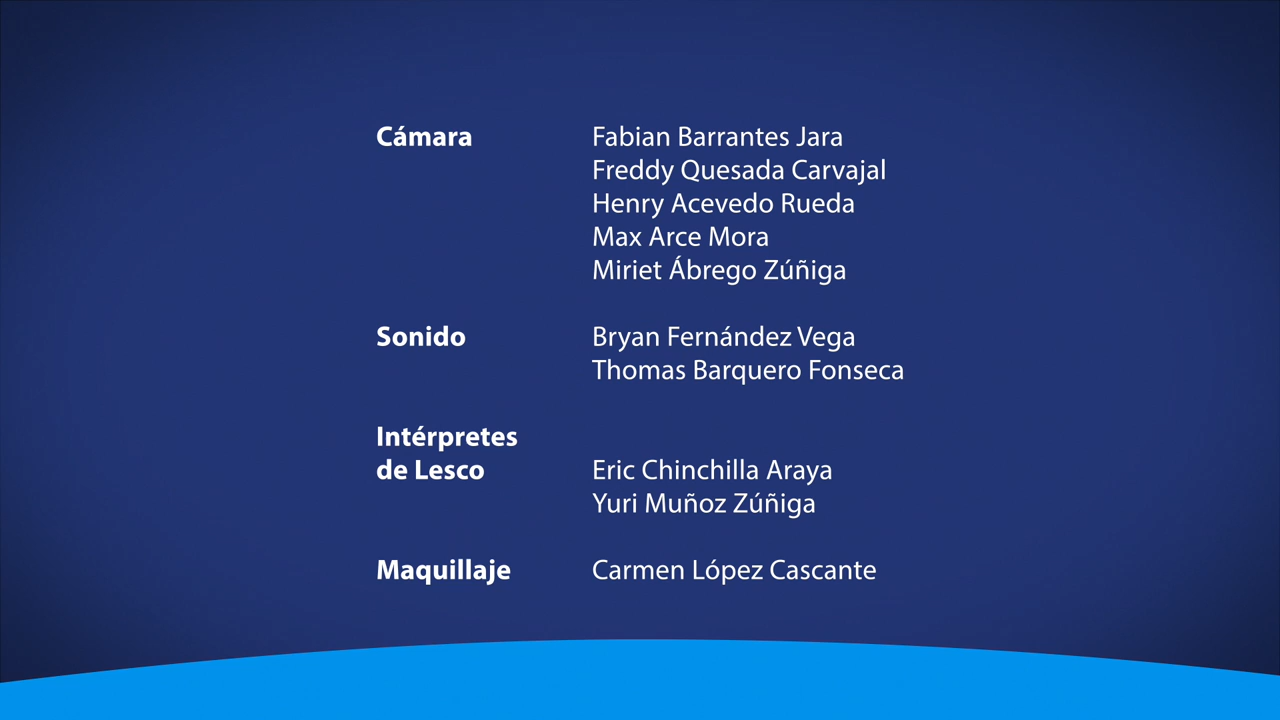 Cámara Fabian Barrantes Jara
Freddy Quesada Carvajal
Henry Acevedo Rueda
Max Arce Mora
Miriet Ábrego Zúñiga
Sonido Bryan Fernández Vega
Thomas Barquero Fonseca
Intérpretes
de Lesco Eric Chinchilla Araya
Yuri Muñoz Zúñiga
Maquillaje Carmen López Cascante